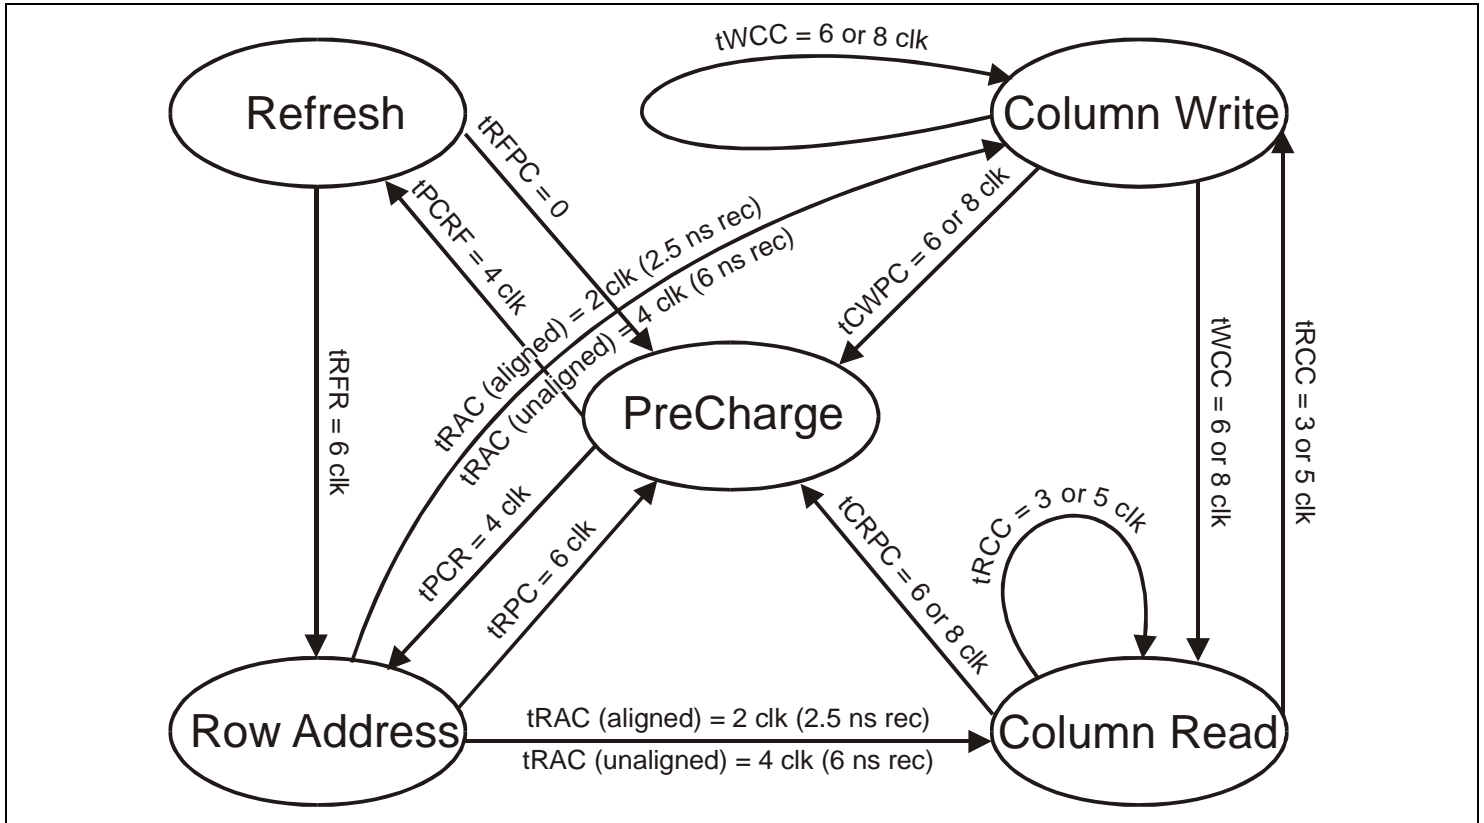 tWCC = 6 or 8 clk
Refresh
Column Write
tRFPC = 0
tPCRF = 4 clk
tRAC (aligned) = 2 clk (2.5 ns rec)
tRAC (unaligned) = 4 clk (6 ns rec)
tCWPC = 6 or 8 clk
tRFR = 6 clk
PreCharge
tWCC = 6 or 8 clk
tRCC = 3 or 5 clk
tPCR = 4 clk
tRPC = 6 clk
tCRPC = 6 or 8 clk
tRCC = 3 or 5 clk
Row Address
tRAC (aligned) = 2 clk (2.5 ns rec)
tRAC (unaligned) = 4 clk (6 ns rec)
Column Read